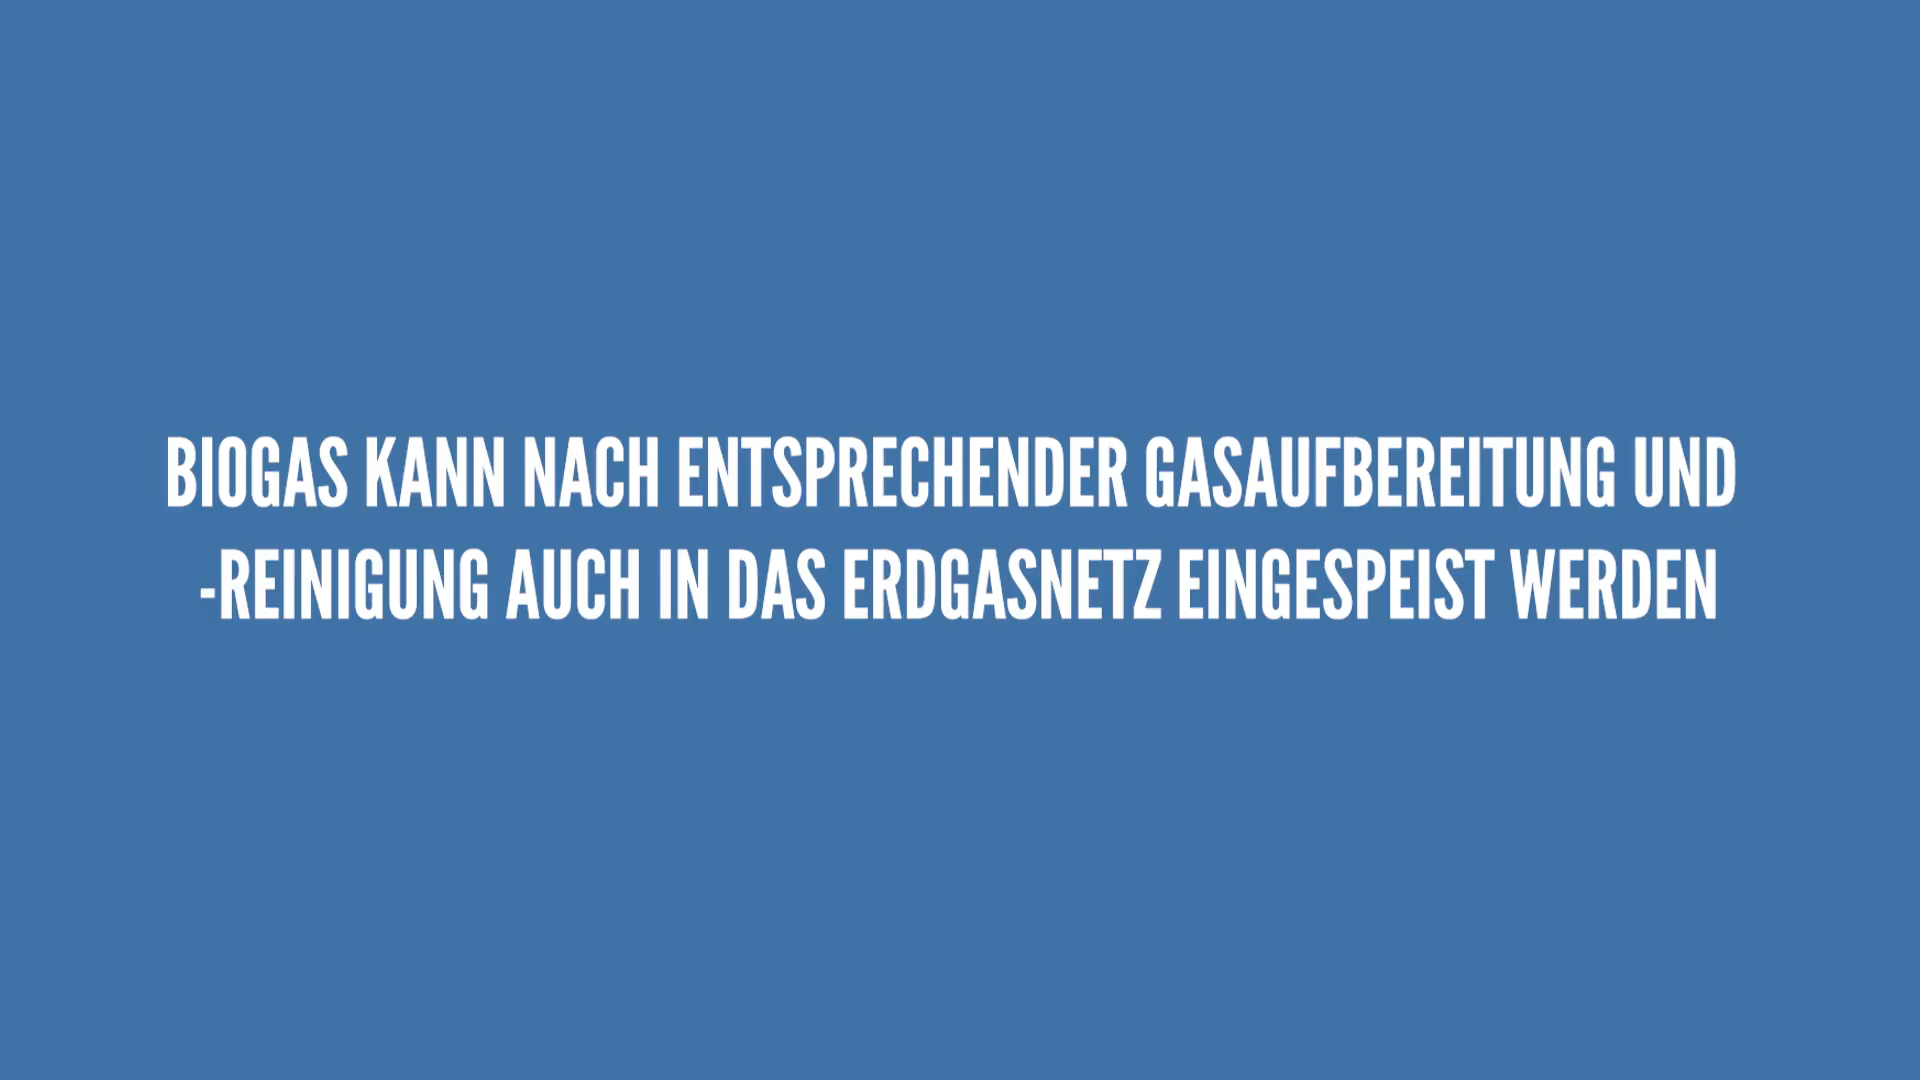 BIOGAS KANN NACH ENTSPRECHENDER GASAUFBEREITUNG UND
-REINIGUNG AUCH IN DAS ERDGASNETZ EINGESPEIST WERDEN